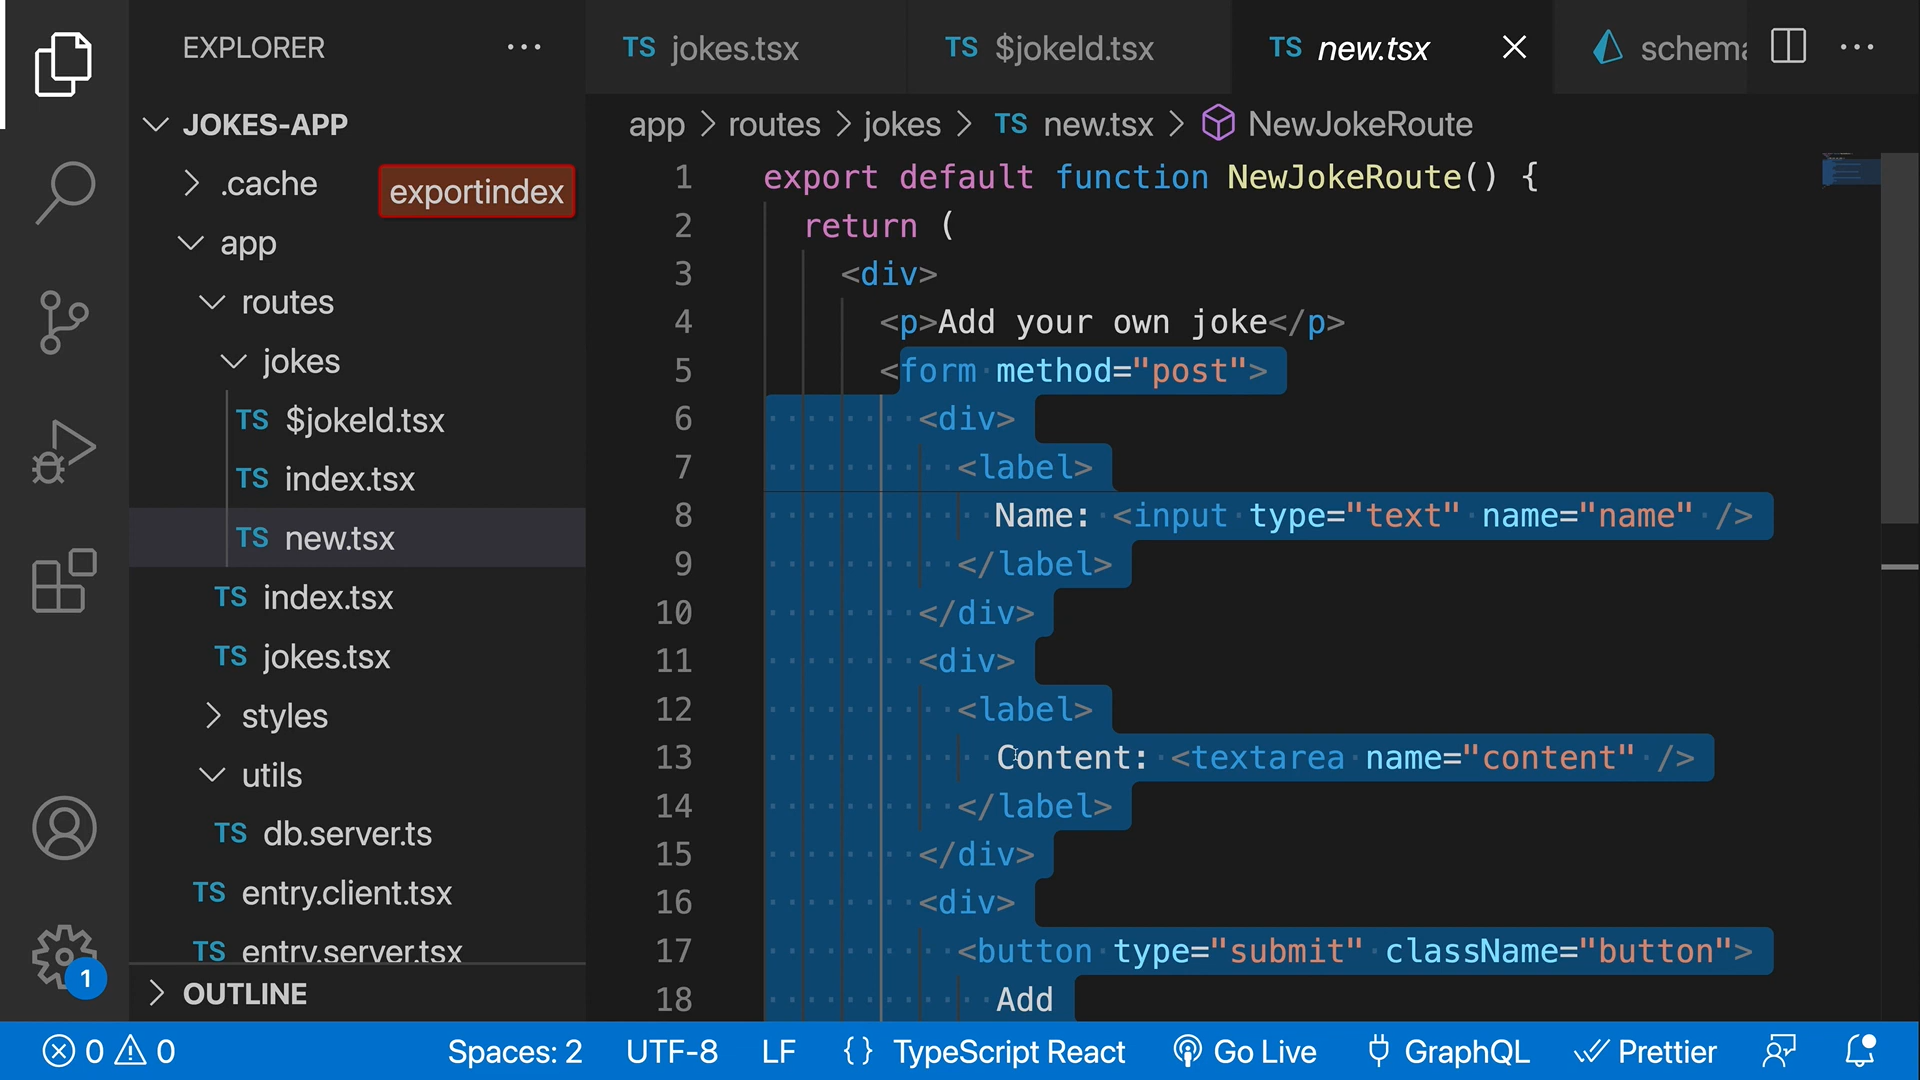 EXPLORER
JOKES-APP
.cache
exportindex
app
routes
jokes
TS $jokeId.tsx
TS index.tsx
TS new.tsx
TS index.tsx
TS jokes.tsx
styles
utils
TS db.server.ts
TS entry.client.tsx
TS entry.server.tsx
OUTLINE
1
TS jokes.tsx TS $jokeId.tsx TS new.tsx schema
app > routes > jokes > TS new.tsx > NewJokeRoute
1 export default function NewJokeRoute() {
2 return (
3 <div>
4 <p>Add your own joke</p>
5 <form method="post">
6 <div>
7 <label>
8 Name: <input type="text" name="name" />
9 </label>
10 </div>
11 <div>
12 <label>
13 Content: <textarea name="content" />
14 </label>
15 </div>
16 <div>
17 <button type="submit" className="button">
18 Add
0 0 Spaces: 2 UTF-8 LF {} TypeScript React Go Live GraphQL Prettier